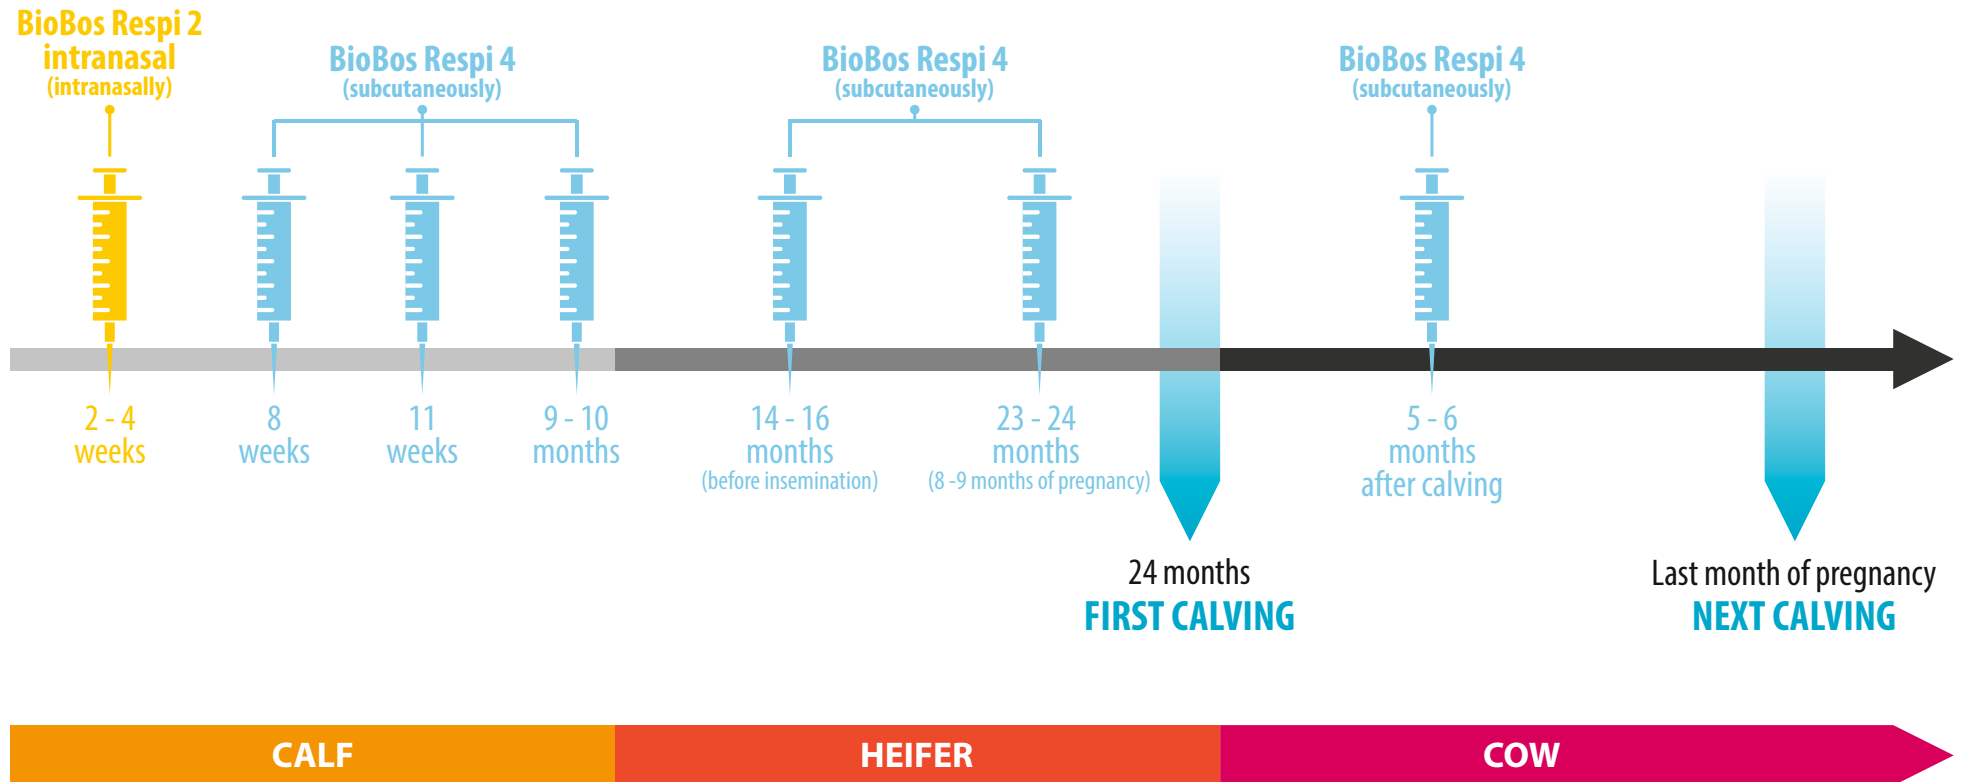 BioBos Respi 2
intranasal
(intranasally)
BioBos Respi 4
(subcutaneously)
BioBos Respi 4
(subcutaneously)
BioBos Respi 4
(subcutaneously)
2 - 4
weeks
8
weeks
11
weeks
9 - 10
months
14 - 16
months
(before insemination)
23 - 24
months
(8 -9 months of pregnancy)
5 - 6
months
after calving
24 months
FIRST CALVING
Last month of pregnancy
NEXT CALVING
CALF
HEIFER
COW